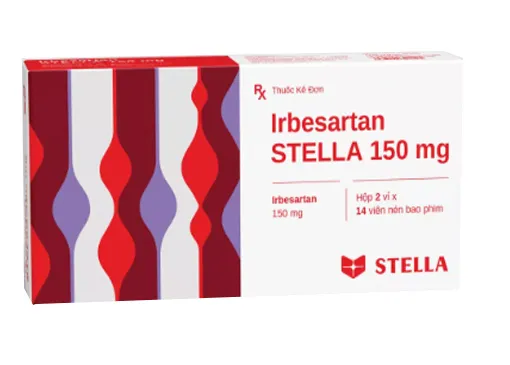 Rx Thuốc Kê Đơn
Irbesartan
STELLA 150 mg
Irbesartan
150 mg
Hộp 2 vỉ x
14 viên nén bao phim
STELLA